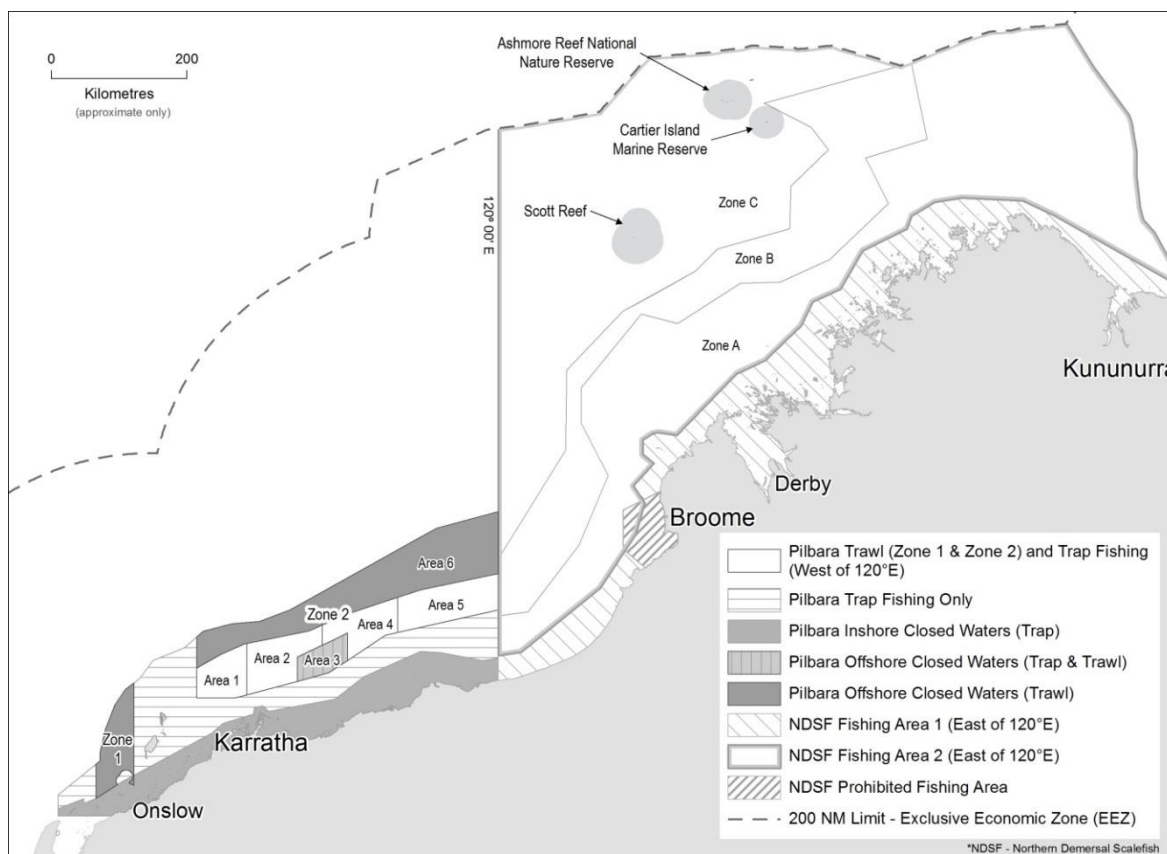 0 200
Kilometres
(approximate only)
Ashmore Reef National
Nature Reserve
Cartier Island
Marine Reserve
Scott Reef
120° 00' E
Zone C
Zone B
Zone A
Kununurra
Derby
Broome
Area 6
Zone 2
Area 5
Area 4
Area 3
Area 2
Area 1
Zone
1
Karratha
Onslow
Pilbara Trawl (Zone 1 & Zone 2) and Trap Fishing
(West of 120°E)
Pilbara Trap Fishing Only
Pilbara Inshore Closed Waters (Trap)
Pilbara Offshore Closed Waters (Trap & Trawl)
Pilbara Offshore Closed Waters (Trawl)
NDSF Fishing Area 1 (East of 120°E)
NDSF Fishing Area 2 (East of 120°E)
NDSF Prohibited Fishing Area
200 NM Limit - Exclusive Economic Zone (EEZ)
*NDSF - Northern Demersal Scalefish